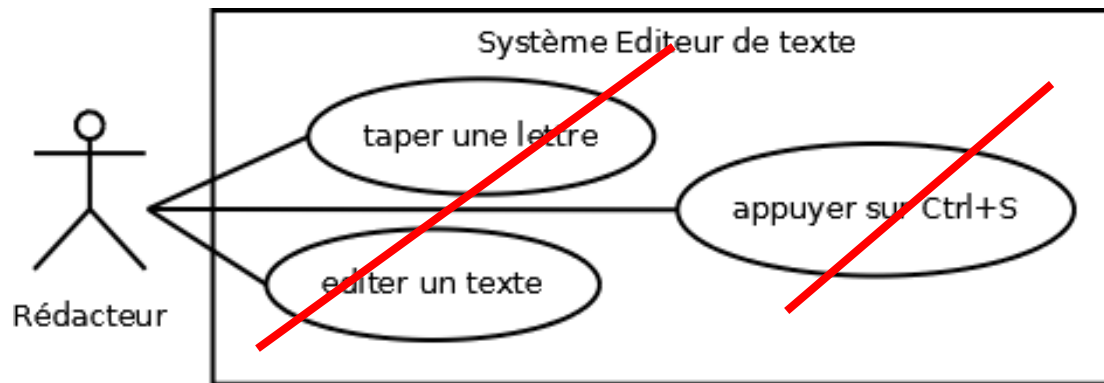 Système Editeur de texte
taper une lettre
appuyer sur Ctrl+S
editer un texte
Rédacteur